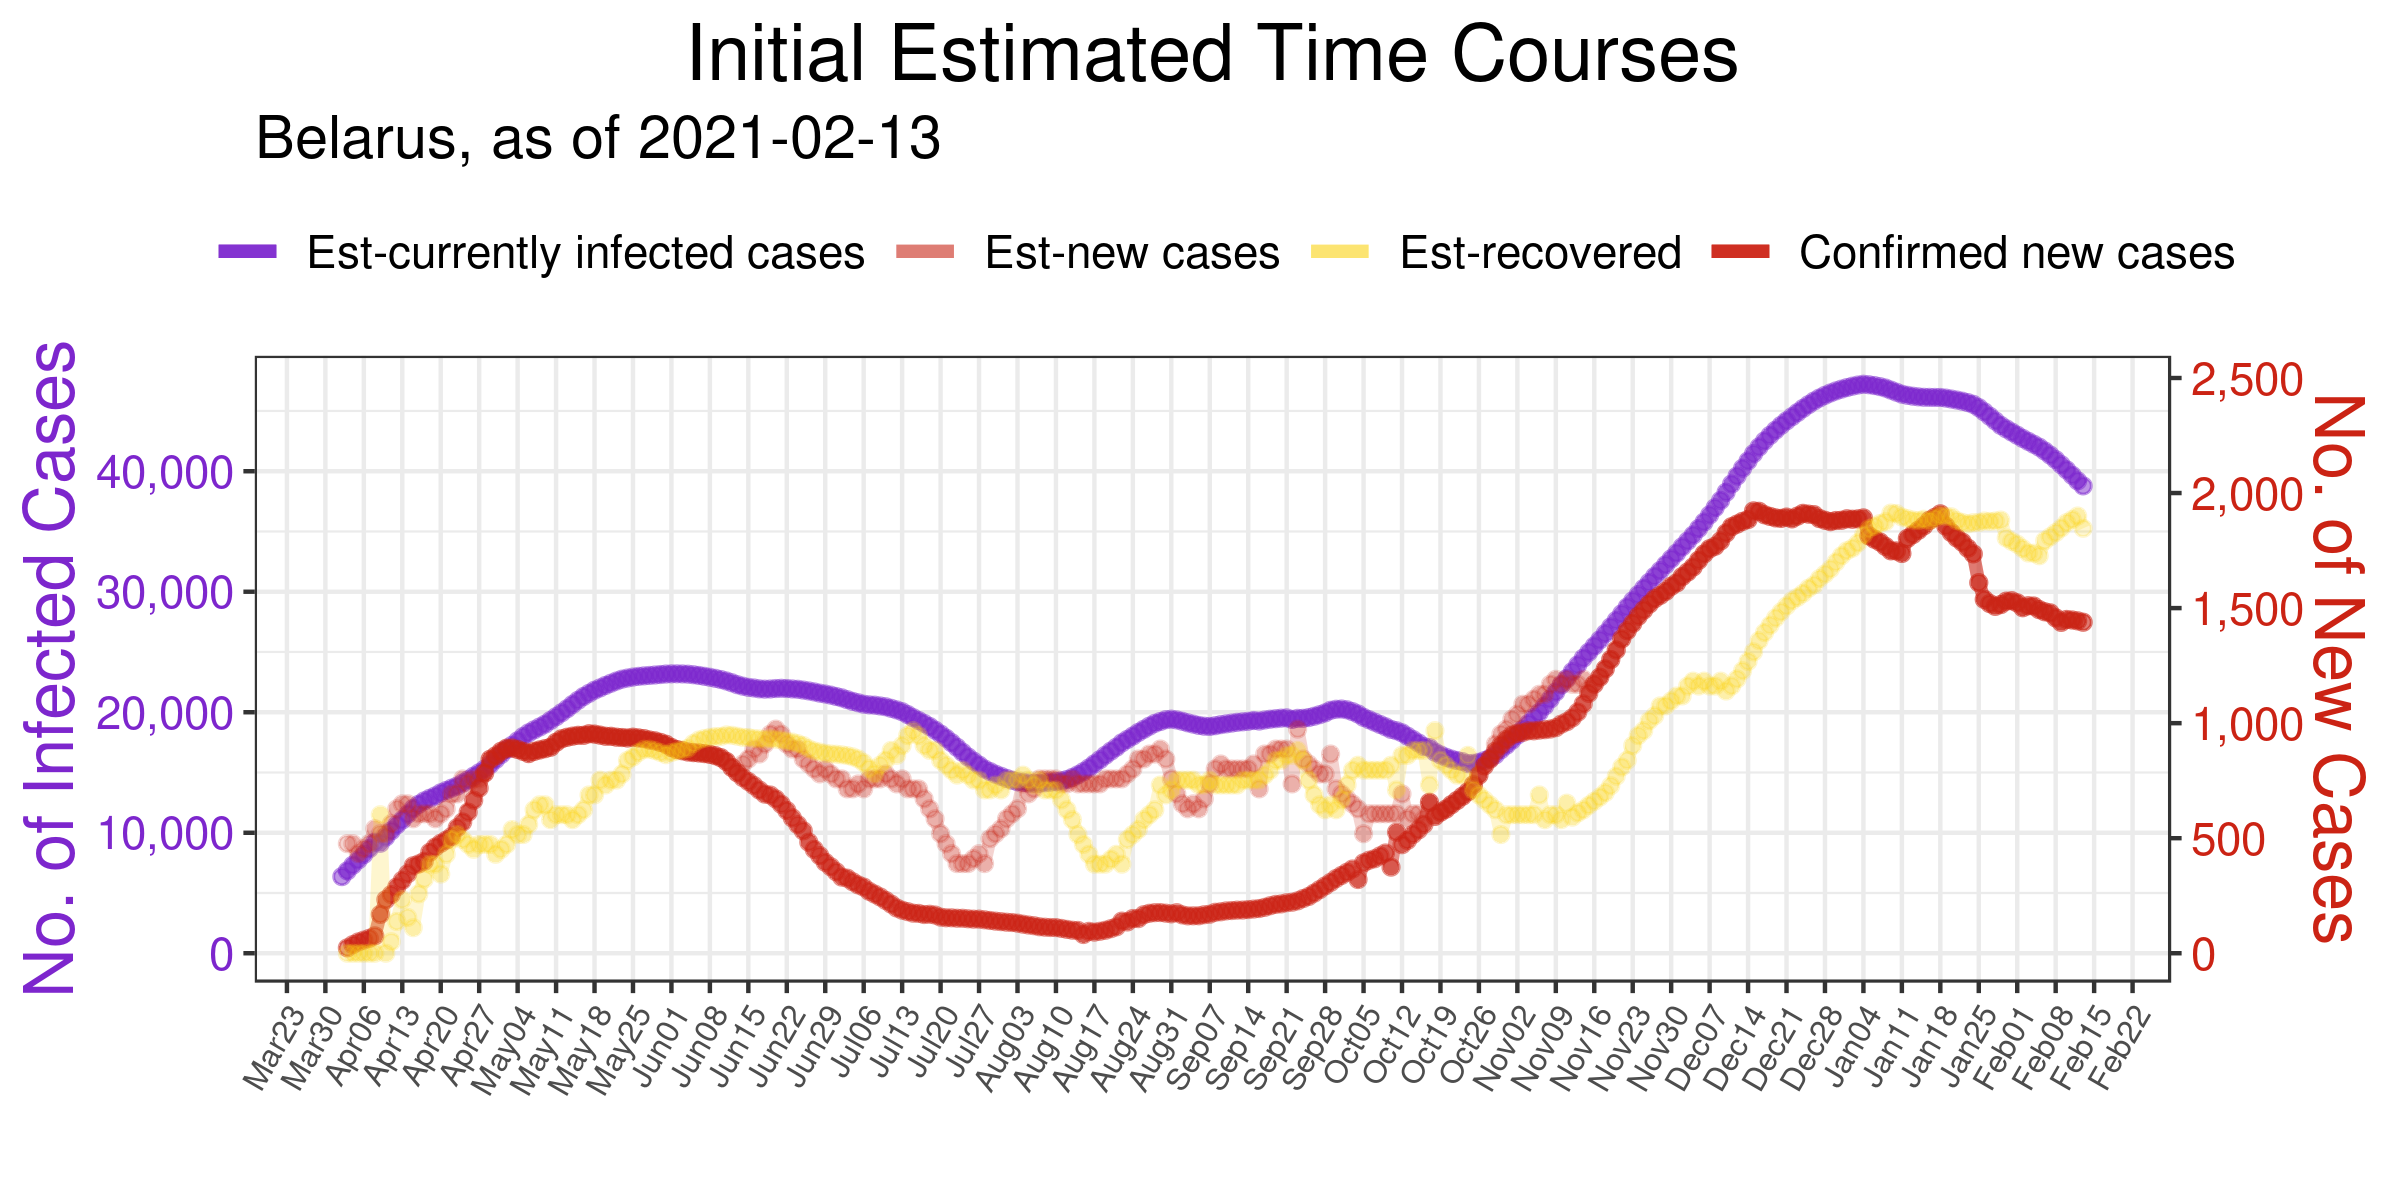 Initial Estimated Time Courses
Belarus, as of 2021-02-13
Est-currently infected cases Est-new cases Est-recovered Confirmed new cases
No. of Infected Cases
40,000
30,000
20,000
10,000
0
2,500
2,000
1,500
1,000
500
0
No. of New Cases
Mar23 Mar30 Apr06 Apr13 Apr20 Apr27 May04 May11 May18 May25 Jun01 Jun08 Jun15 Jun22 Jun29 Jul06 Jul13 Jul20 Jul27 Aug03 Aug10 Aug17 Aug24 Aug31 Sep07 Sep14 Sep21 Sep28 Oct05 Oct12 Oct19 Oct26 Nov02 Nov09 Nov16 Nov23 Nov30 Dec07 Dec14 Dec21 Dec28 Jan04 Jan11 Jan18 Jan25 Feb01 Feb08 Feb15 Feb22